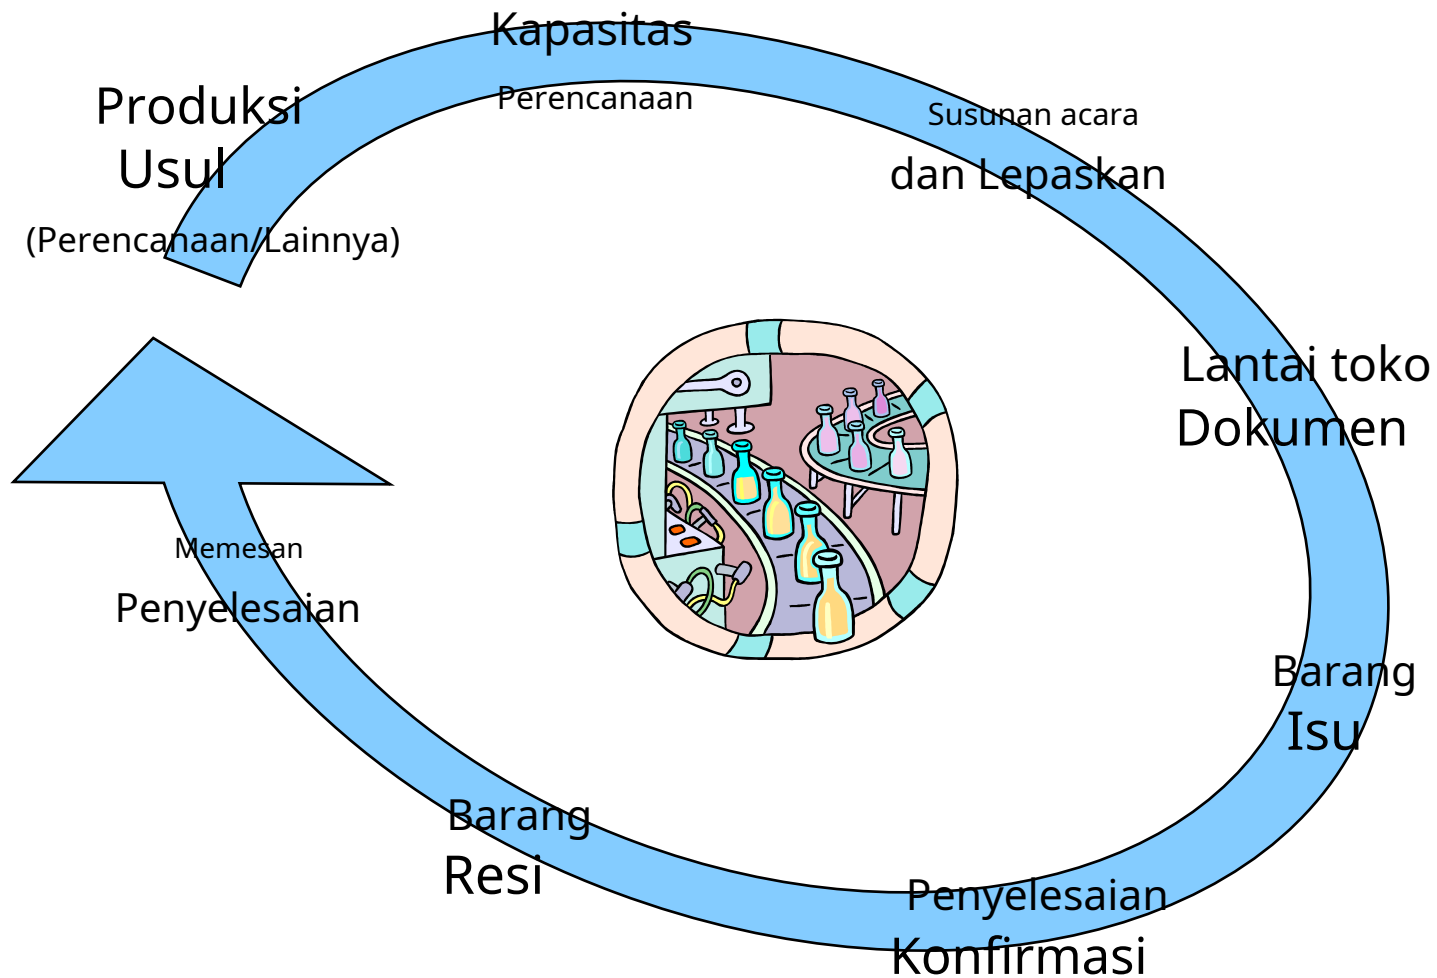 Produksi
Usul
(Perencanaan/Lainnya)
Kapasitas
Perencanaan
Susunan acara
dan Lepaskan
Lantai toko
Dokumen
Barang
Isu
Penyelesaian
Konfirmasi
Barang
Resi
Memesan
Penyelesaian